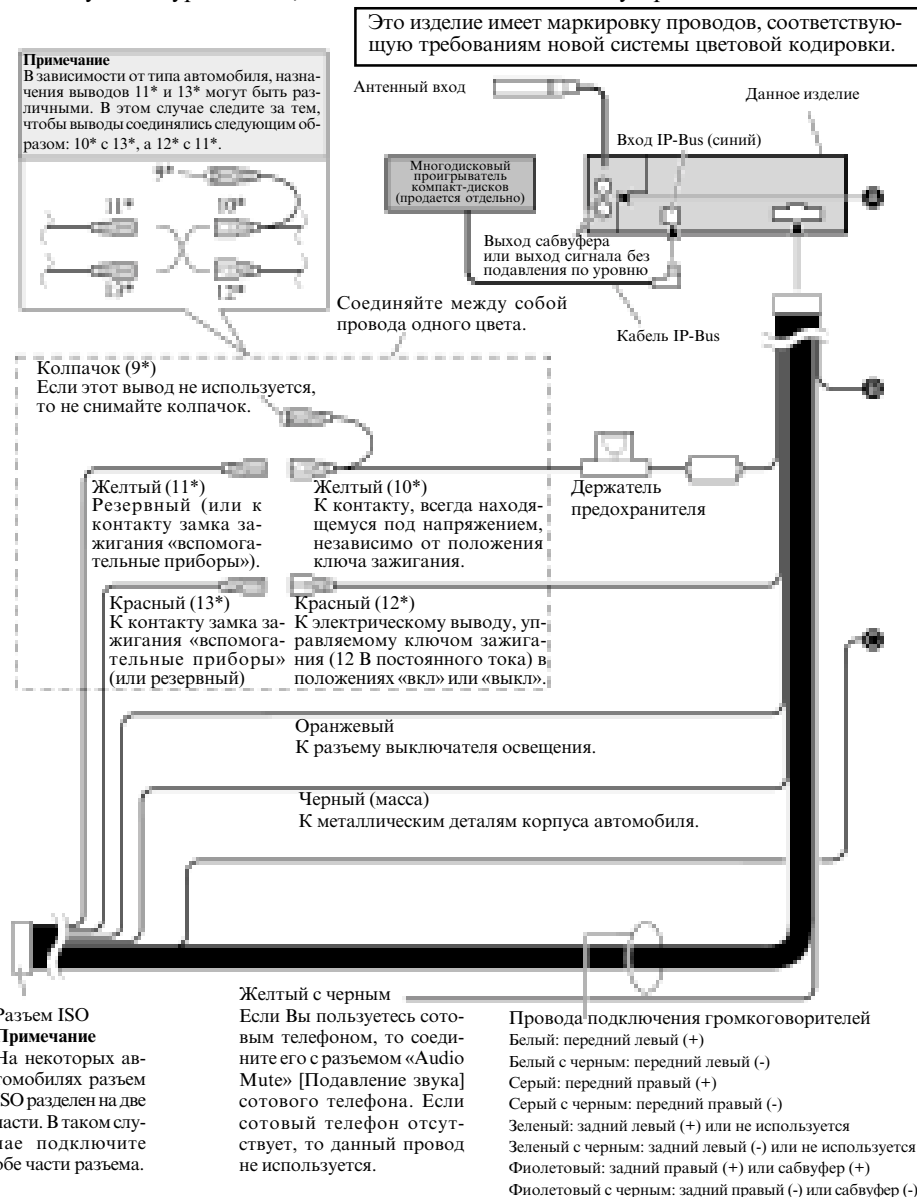 Это изделие имеет маркировку проводов, соответствую-
щую требованиям новой системы цветовой кодировки.
Примечание
В зависимости от типа автомобиля, назна-
чения выводов 11* и 13* могут быть раз-
личными. В этом случае следите за тем,
чтобы выводы соединялись следующим об-
разом: 10* с 13*, а 12* с 11*.
9*
11*
10*
13*
12*
Антенный вход
Данное изделие
Вход IP-Bus (синий)
Многодисковый
проигрыватель
компакт-дисков
(продается отдельно)
Выход сабвуфера
или выход сигнала без
подавления по уровню
Кабель IP-Bus
Соединяйте между собой
провода одного цвета.
Колпачок (9*)
Если этот вывод не используется,
то не снимайте колпачок.
Желтый (11*)
Резервный (или к
контакту замка за-
жигания «вспомога-
тельные приборы»).
Желтый (10*)
К контакту, всегда находя-
щемуся под напряжением,
независимо от положения
ключа зажигания.
Держатель
предохранителя
Красный (13*)
К контакту замка за-
жигания «вспомога-
тельные приборы»
(или резервный)
Красный (12*)
К электрическому выводу, уп-
равляемому ключом зажига-
ния (12 В постоянного тока) в
положениях «вкл» или «выкл».
Оранжевый
К разъему выключателя освещения.
Черный (масса)
К металлическим деталям корпуса автомобиля.
Разъем ISO
Примечание
На некоторых ав-
томобилях разъем
ISO разделен на две
части. В таком слу-
чае подключите
обе части разъема.
Желтый с черным
Если Вы пользуетесь сото-
вым телефоном, то соеди-
ните его с разъемом «Audio
Mute» [Подавление звука]
сотового телефона. Если
сотовый телефон отсут-
ствует, то данный провод
не используется.
Провода подключения громкоговорителей
Белый: передний левый (+)
Белый с черным: передний левый (-)
Серый: передний правый (+)
Серый с черным: передний правый (-)
Зеленый: задний левый (+) или не используется
Зеленый с черным: задний левый (-) или не используется
Фиолетовый: задний правый (+) или сабвуфер (+)
Фиолетовый с черным: задний правый (-) или сабвуфер (-)